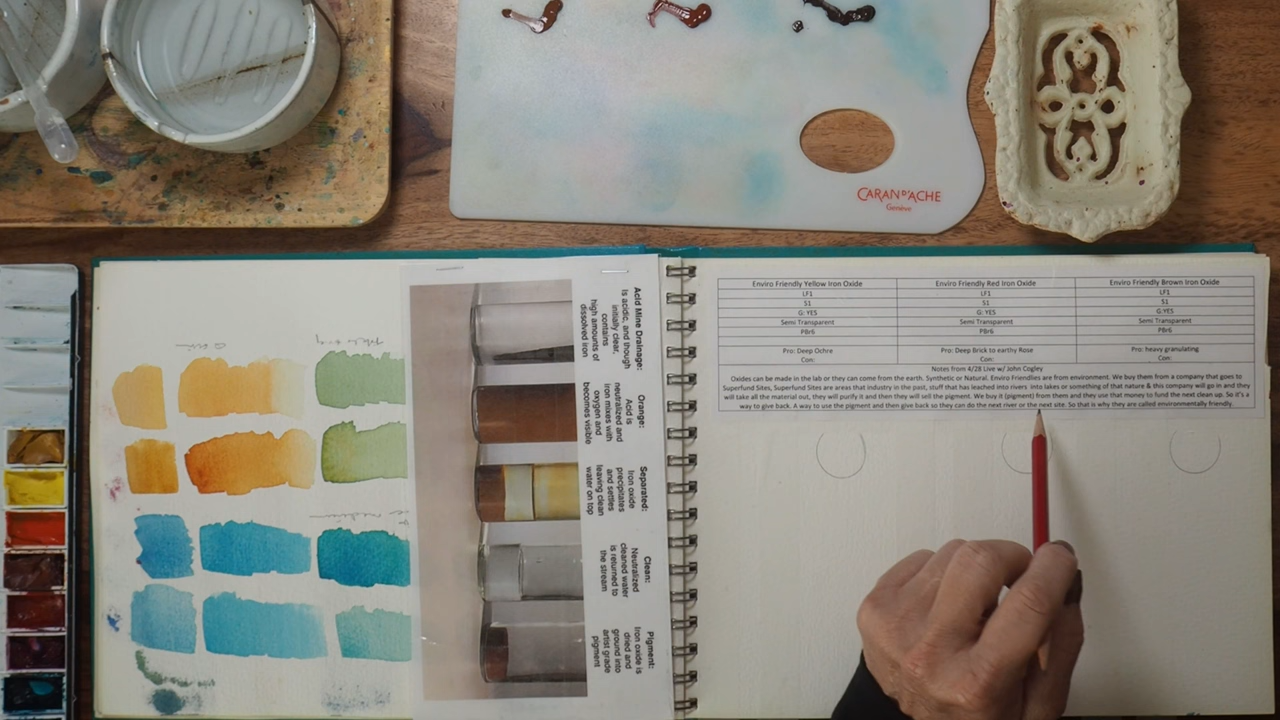 CARAN D'ACHE
Genève
Acid Mine Drainage:
Is acidic, and though
initially clear,
contains
high amounts of
dissolved iron
Orange:
Acid is
neutralized and
iron mixes with
oxygen and
becomes visible
Separated:
Iron oxide
precipitates
and settles
leaving clean
water on top
Clean:
Neutralized
cleaned water
is returned to
the stream
Pigment:
Iron oxide is
dried and
ground into
artist grade
pigment
Enviro Friendly Yellow Iron Oxide Enviro Friendly Red Iron Oxide Enviro Friendly Brown Iron Oxide
LF1 LF1 LF1
S1 S1 S1
G: YES G: YES G:YES
Semi Transparent Semi Transparent Semi Transparent
PBr6 PBr6 PBr6
Pro: Deep Ochre Pro: Deep Brick to earthy Rose Pro: heavy granulating
Con: Con: Con:
Notes from 4/28 Live w/ John Cogley
Oxides can be made in the lab or they can come from the earth. Synthetic or Natural. Enviro Friendlies are from environment. We buy them from a company that goes to
Superfund Sites, Superfund Sites are areas that industry in the past, stuff that has leached into rivers into lakes or something of that nature & this company will go in and they
will take all the material out, they will purify it and then they will sell the pigment. We buy it (pigment) from them and they use that money to fund the next clean up. So it's a
way to give back. A way to use the pigment and then give back so they can do the next river or the next site. So that is why they are called environmentally friendly.